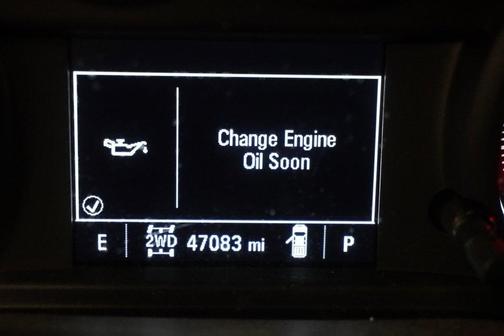 Change Engine
Oil Soon
E 2WD 47083 mi P